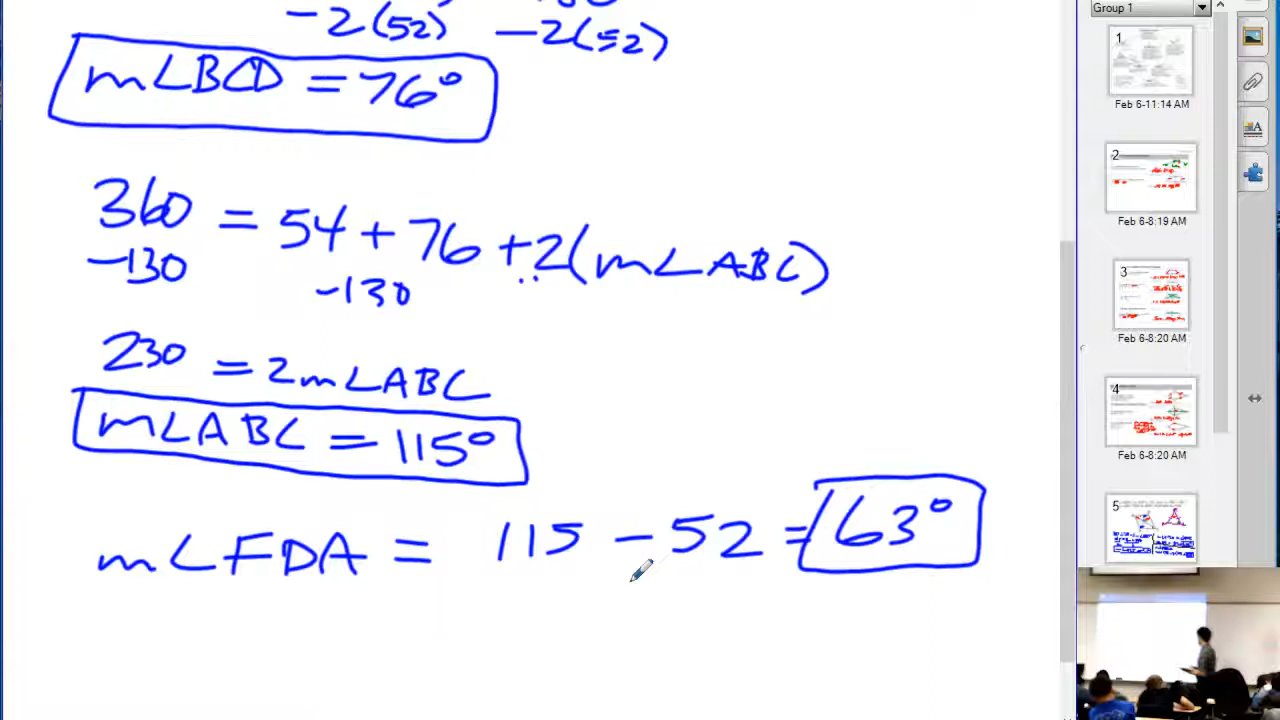 −2(52) −2(52)
m∠BCD = 76°
360 = 54 + 76 + 2(m∠ABC)
−130 −130
230 = 2m∠ABC
m∠ABC = 115°
m∠FDA = 115 − 52 = 63°
Group 1
1
Feb 6-11:14 AM
2
Feb 6-8:19 AM
3
Feb 6-8:20 AM
4
Feb 6-8:20 AM
5